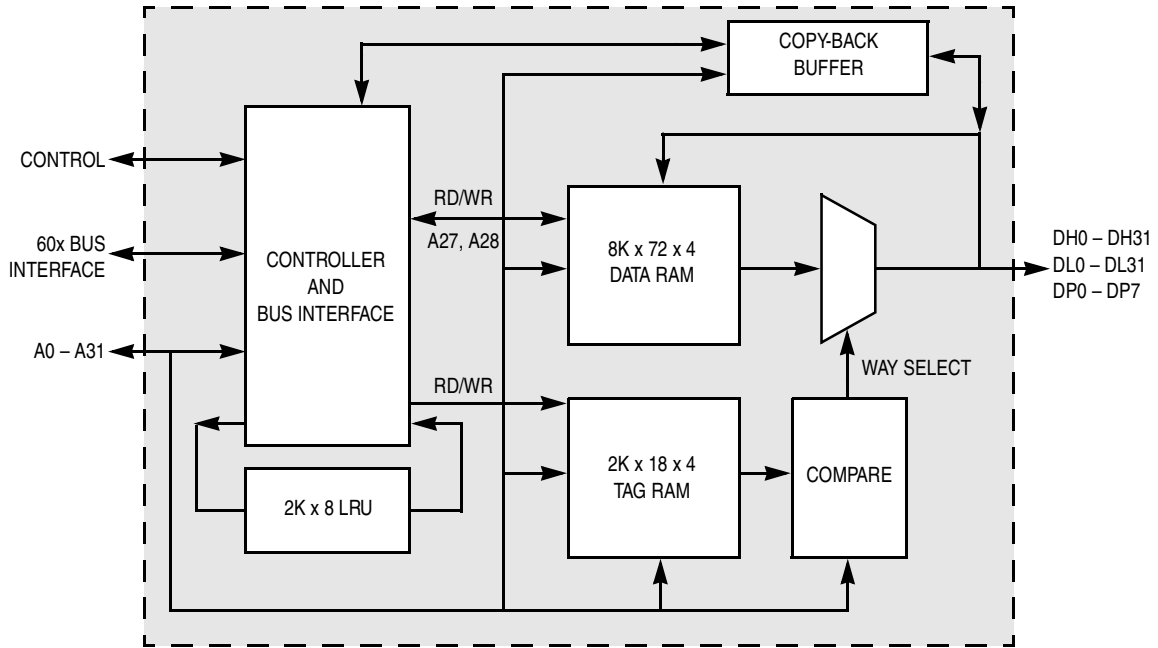 COPY-BACK
BUFFER
CONTROL
60x BUS
INTERFACE
A0 – A31
CONTROLLER
AND
BUS INTERFACE
2K x 8 LRU
RD/WR
A27, A28
RD/WR
8K x 72 x 4
DATA RAM
2K x 18 x 4
TAG RAM
WAY SELECT
COMPARE
DH0 – DH31
DL0 – DL31
DP0 – DP7